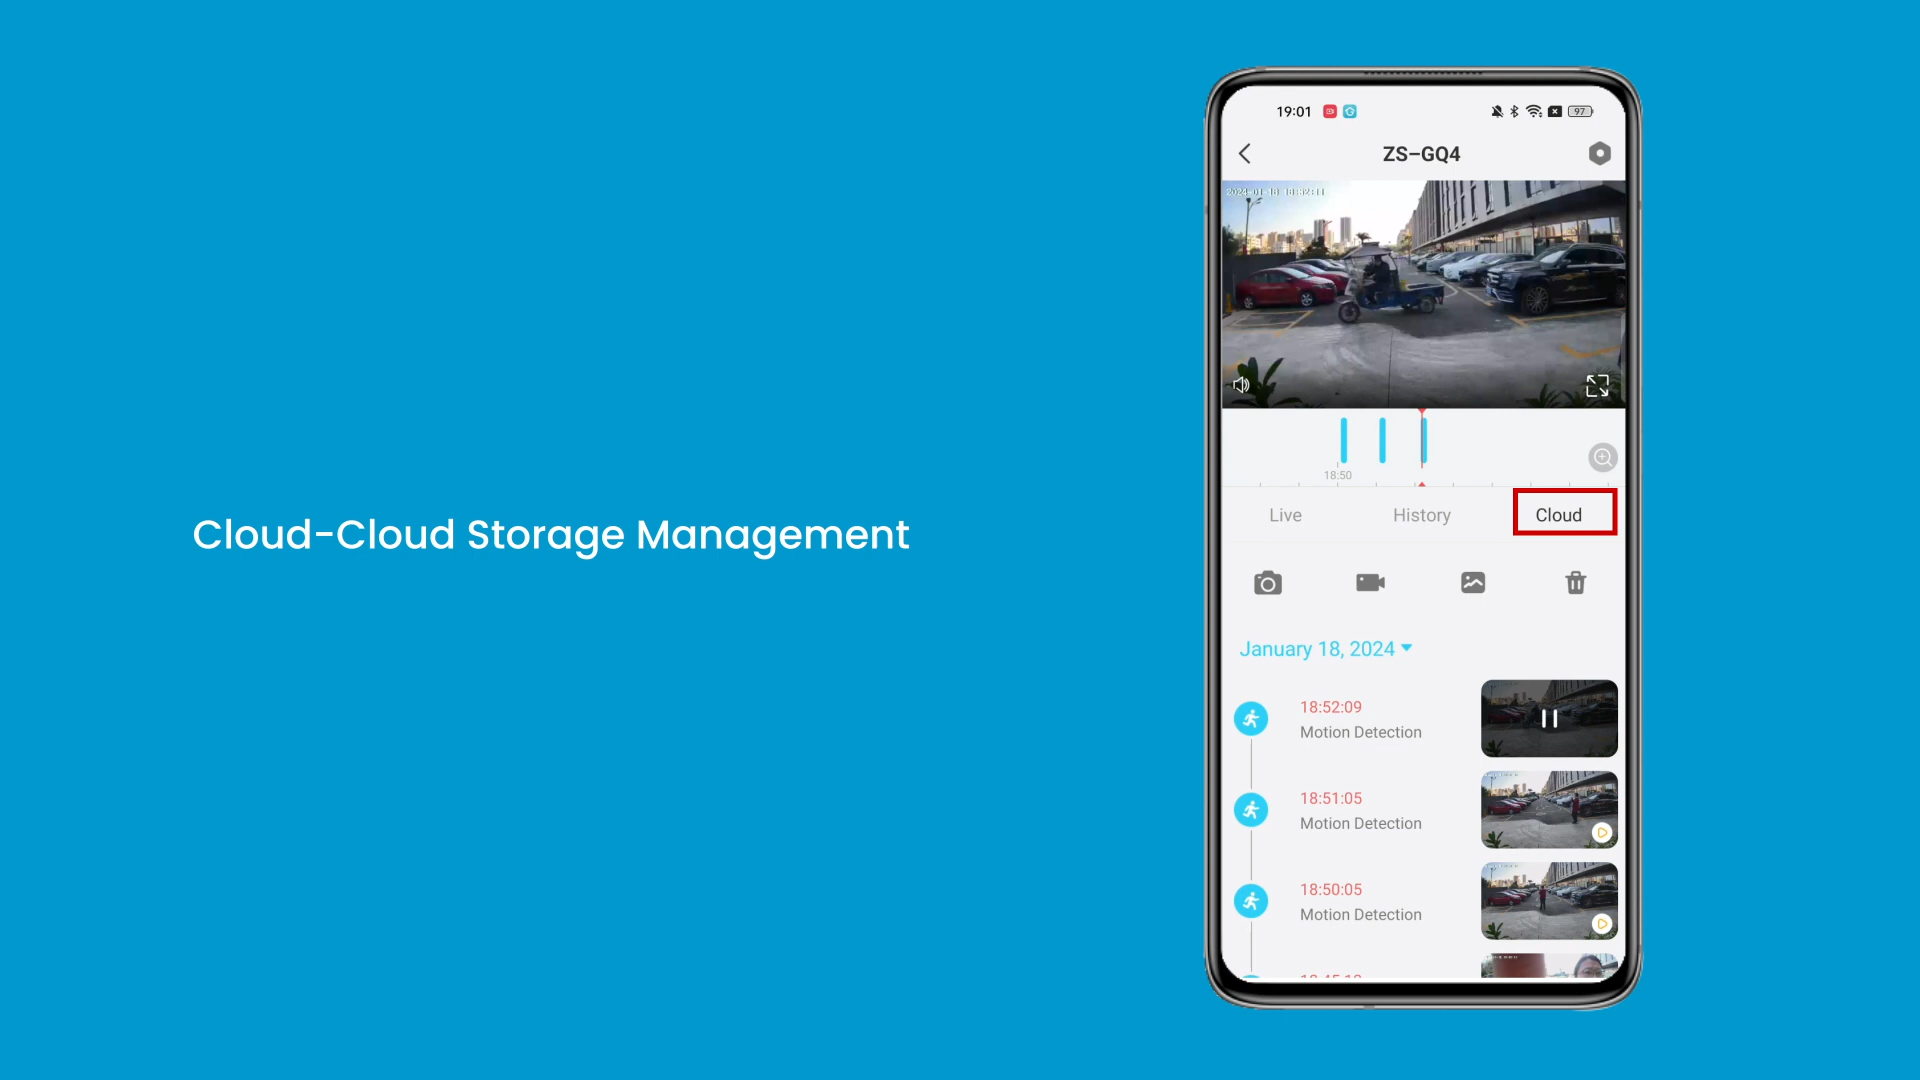 19:01
97
ZS-GQ4
18:50
Live
History
Cloud
Cloud-Cloud Storage Management
January 18, 2024
18:52:09
Motion Detection
18:51:05
Motion Detection
18:50:05
Motion Detection